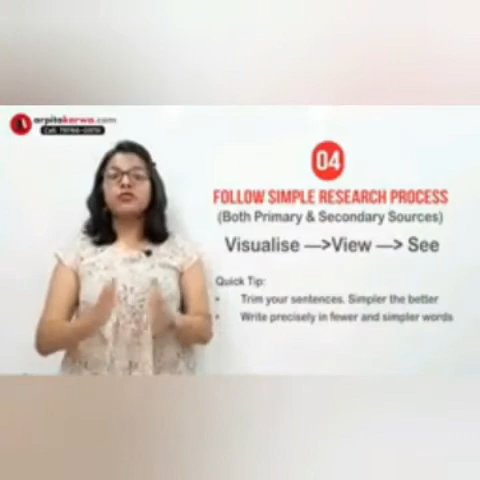 arpitakarwa.com
04
FOLLOW SIMPLE RESEARCH PROCESS
(Both Primary & Secondary Sources)
Visualise —>View —> See
Quick Tip:
• Trim your sentences. Simpler the better
• Write precisely in fewer and simpler words